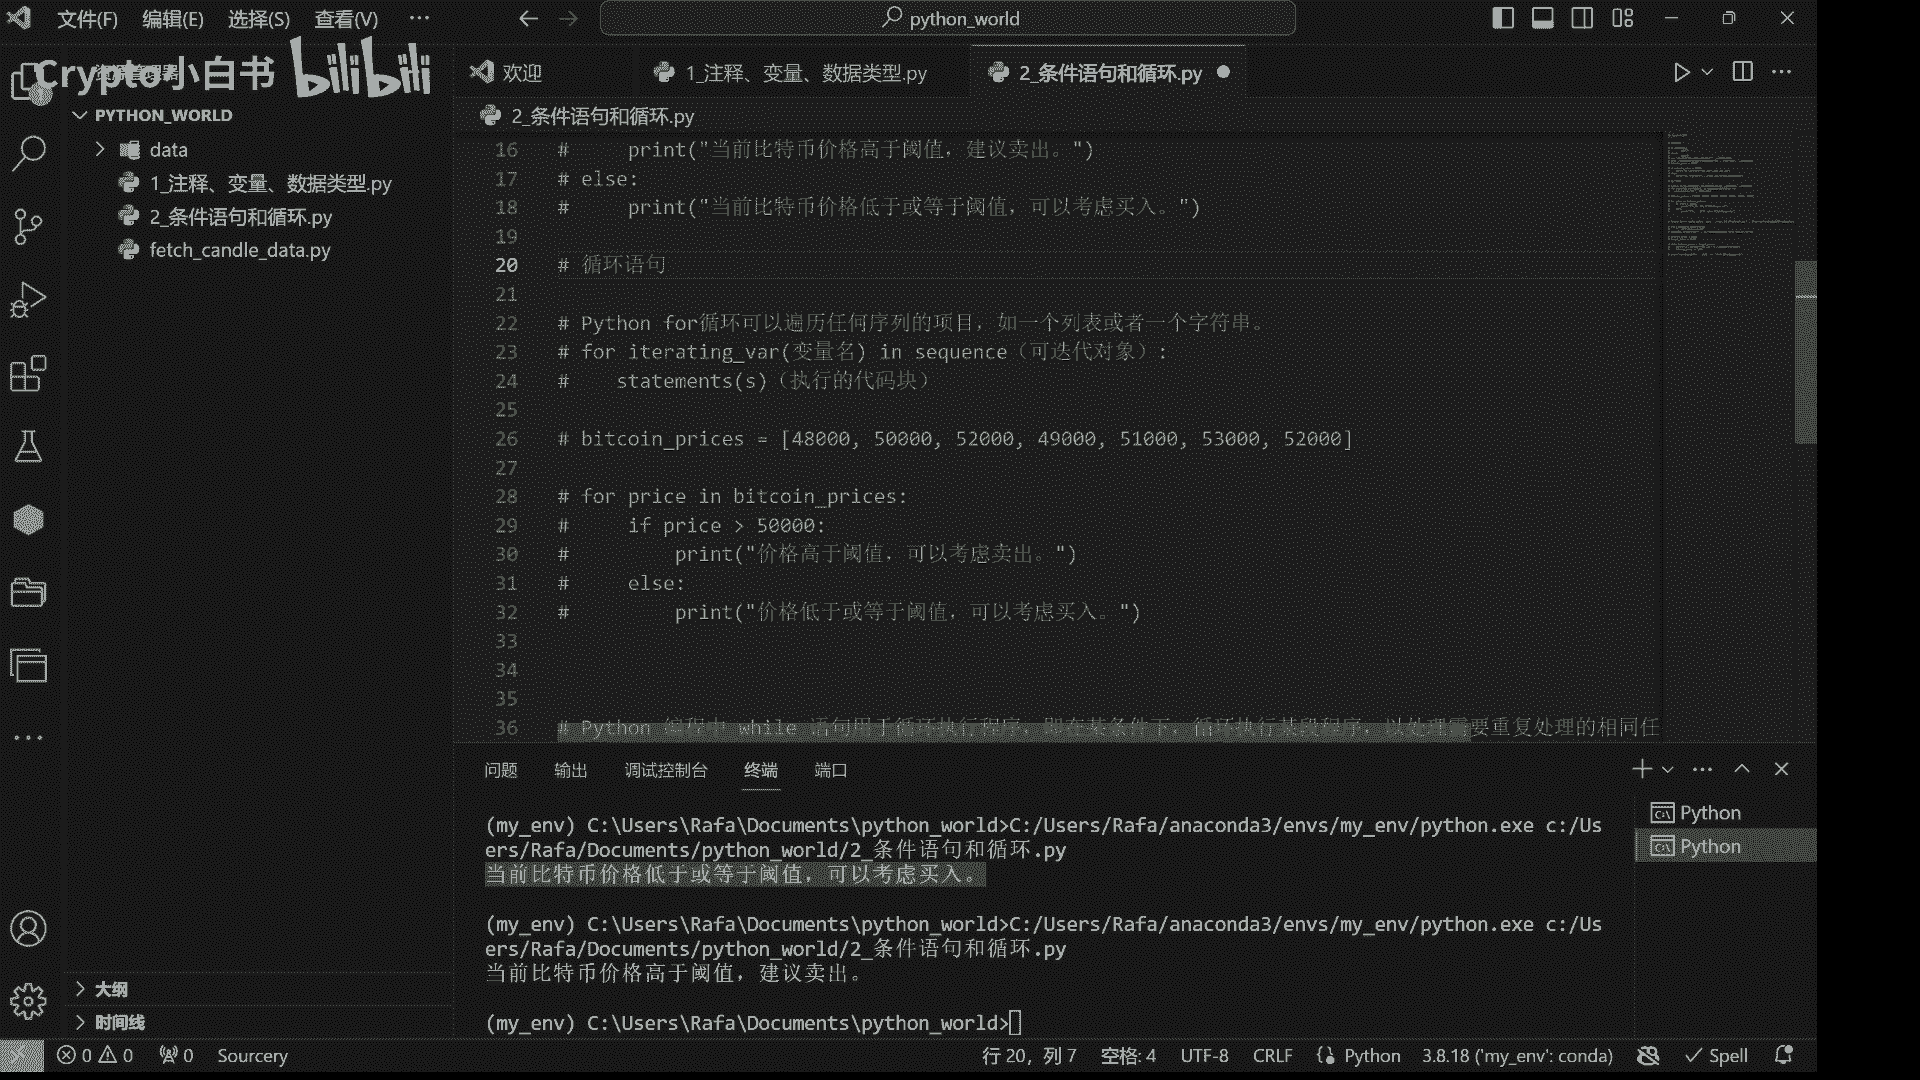 文件(F) 编辑(E) 选择(S) 查看(V) ··· python_world
Crypto小白书 bilibili
欢迎 1_注释、变量、数据类型.py 2_条件语句和循环.py
PYTHON_WORLD
data
1_注释、变量、数据类型.py
2_条件语句和循环.py
fetch_candle_data.py
大纲
时间线
2_条件语句和循环.py
16 #     print("当前比特币价格高于阈值，建议卖出。")
17 # else:
18 #     print("当前比特币价格低于或等于阈值，可以考虑买入。")
19
20 # 循环语句
21
22 # Python for循环可以遍历任何序列的项目，如一个列表或者一个字符串。
23 # for iterating_var(变量名) in sequence（可迭代对象）:
24 #    statements(s)（执行的代码块）
25
26 # bitcoin_prices = [48000, 50000, 52000, 49000, 51000, 53000, 52000]
27
28 # for price in bitcoin_prices:
29 #     if price > 50000:
30 #         print("价格高于阈值，可以考虑卖出。")
31 #     else:
32 #         print("价格低于或等于阈值，可以考虑买入。")
33
34
35
36 # Python 编程中 while 语句用于循环执行程序，即在某条件下，循环执行某段程序，以处理需要重复处理的相同任
问题 输出 调试控制台 终端 端口
(my_env) C:\Users\Rafa\Documents\python_world>C:/Users/Rafa/anaconda3/envs/my_env/python.exe c:/Us
ers/Rafa/Documents/python_world/2_条件语句和循环.py
当前比特币价格低于或等于阈值，可以考虑买入。
(my_env) C:\Users\Rafa\Documents\python_world>C:/Users/Rafa/anaconda3/envs/my_env/python.exe c:/Us
ers/Rafa/Documents/python_world/2_条件语句和循环.py
当前比特币价格高于阈值，建议卖出。
(my_env) C:\Users\Rafa\Documents\python_world>
Python
Python
0 0 0 Sourcery 行 20，列 7 空格: 4 UTF-8 CRLF Python 3.8.18 ('my_env': conda) Spell